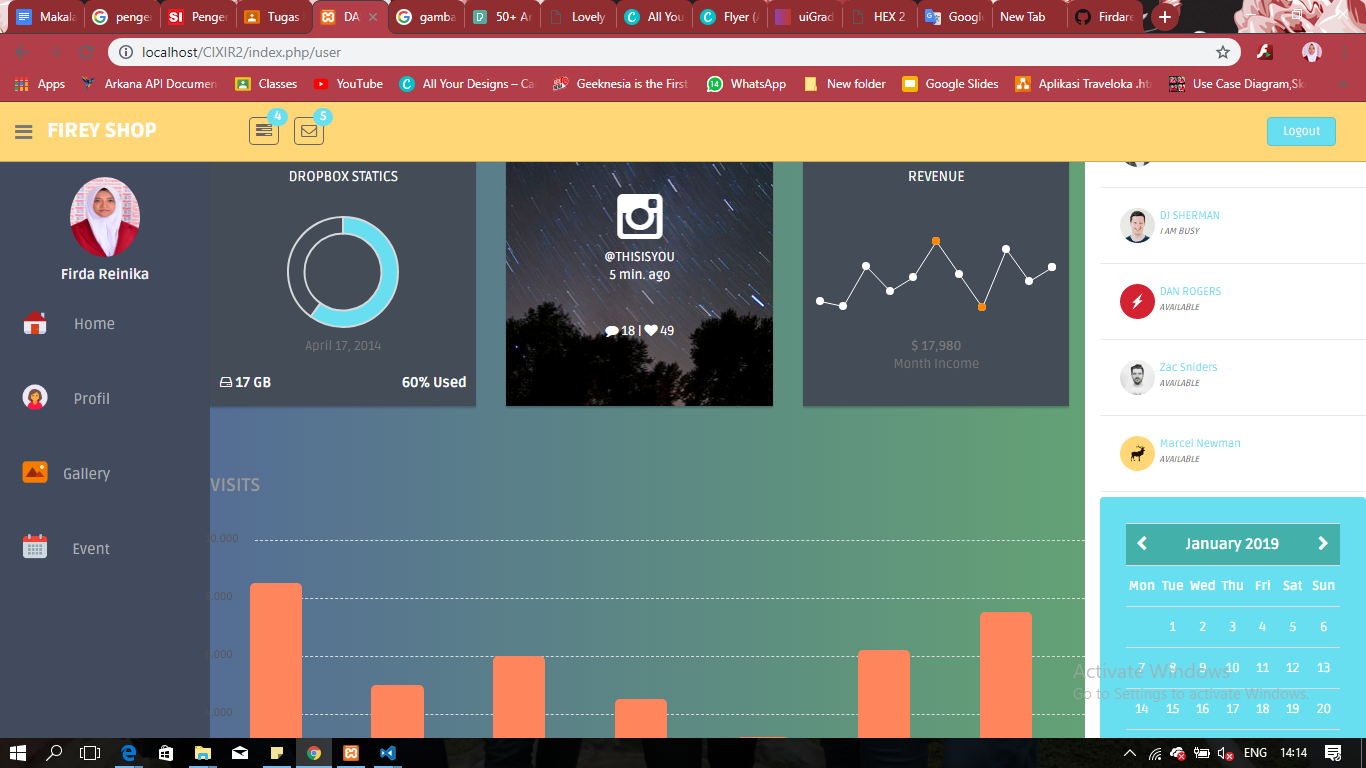 Makala
penger
SI Penger
Tugas
DA
gamba
50+ Ar
Lovely
All You
Flyer (
uiGrad
HEX 2
Googl
New Tab
Firdare
localhost/CIXIR2/index.php/user
Apps
Arkana API Documen
Classes
YouTube
All Your Designs – Ca
Geeknesia is the First
14
WhatsApp
New folder
Google Slides
Aplikasi Traveloka .ht
Use Case Diagram,Sk
FIREY SHOP
4
5
Logout
Firda Reinika
Home
Profil
Gallery
Event
DROPBOX STATICS
April 17, 2014
17 GB
60% Used
@THISISYOU
5 min. ago
18 | 49
REVENUE
$ 17,980
Month Income
DJ SHERMAN
I AM BUSY
DAN ROGERS
AVAILABLE
Zac Sniders
AVAILABLE
Marcel Newman
AVAILABLE
VISITS
10.000
.000
.000
.000
January 2019
Mon Tue Wed Thu Fri Sat Sun
1 2 3 4 5 6
7 8 9 10 11 12 13
14 15 16 17 18 19 20
Activate Windows
Go to Settings to activate Windows.
ENG
14:14